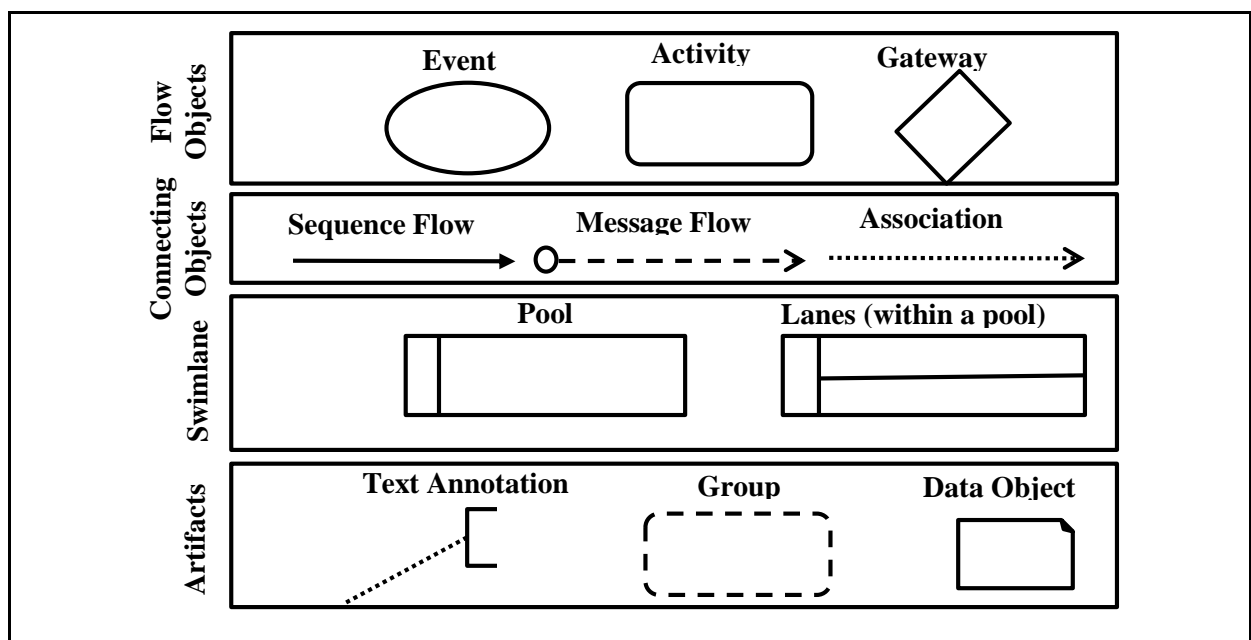 Flow
Objects
Event
Activity
Gateway
Connecting
Objects
Sequence Flow
Message Flow
Association
Swimlane
Pool
Lanes (within a pool)
Artifacts
Text Annotation
Group
Data Object